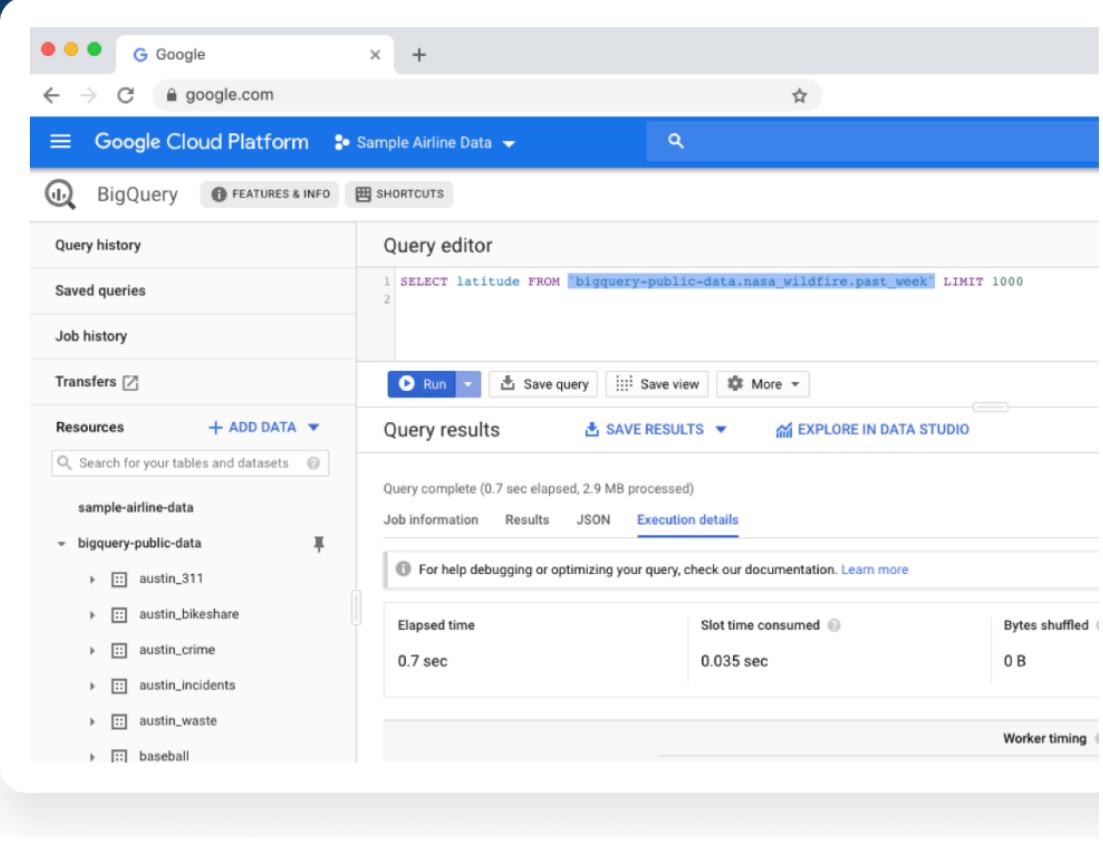 Google
google.com
Google Cloud Platform Sample Airline Data
BigQuery FEATURES & INFO SHORTCUTS
Query history
Saved queries
Job history
Transfers
Resources ADD DATA
Search for your tables and datasets
sample-airline-data
bigquery-public-data
austin_311
austin_bikeshare
austin_crime
austin_incidents
austin_waste
baseball
Query editor
1 SELECT latitude FROM `bigquery-public-data.nasa_wildfire.past_week` LIMIT 1000
2
Run Save query Save view More
Query results SAVE RESULTS EXPLORE IN DATA STUDIO
Query complete (0.7 sec elapsed, 2.9 MB processed)
Job information Results JSON Execution details
For help debugging or optimizing your query, check our documentation. Learn more
Elapsed time Slot time consumed Bytes shuffled
0.7 sec 0.035 sec 0 B
Worker timing